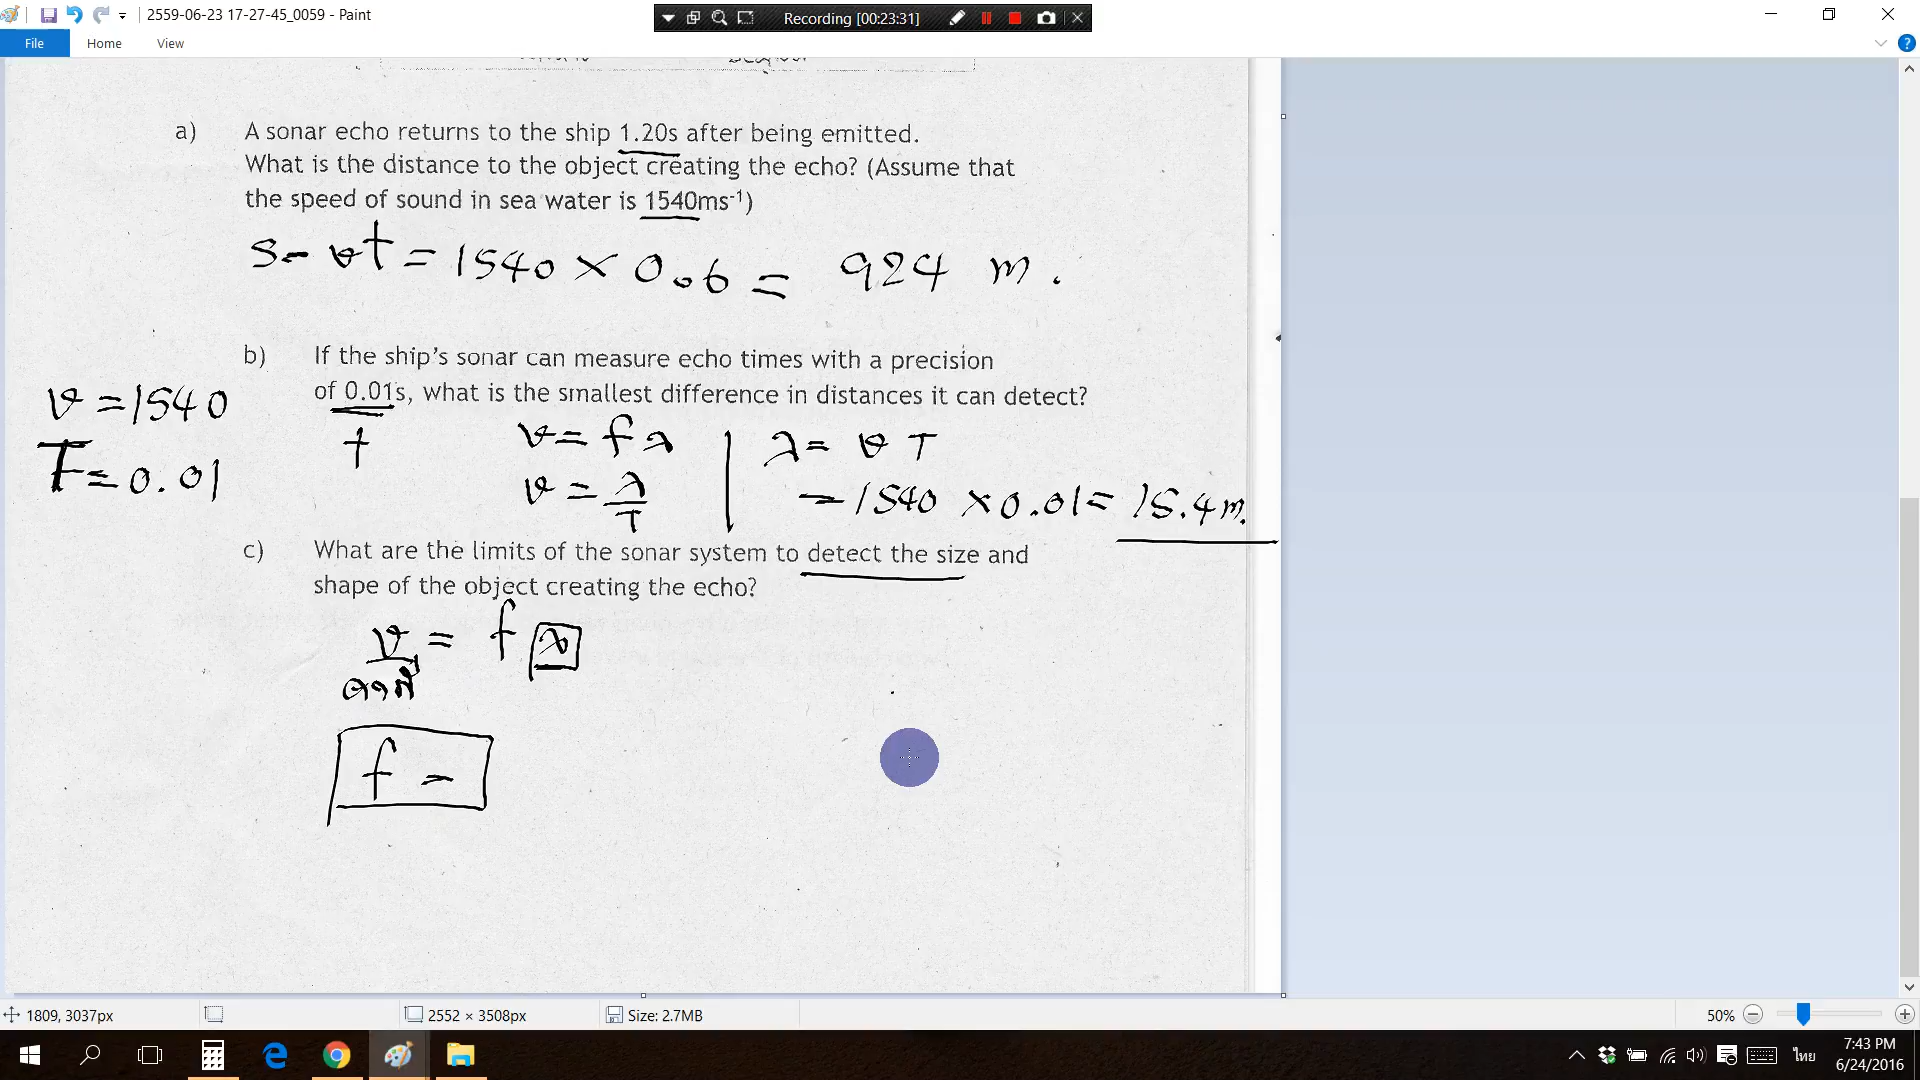 2559-06-23 17-27-45_0059 - Paint
Recording [00:23:31]
File Home View
a) A sonar echo returns to the ship 1.20s after being emitted.
What is the distance to the object creating the echo? (Assume that
the speed of sound in sea water is 1540ms⁻¹)
s = vt = 1540 × 0.06 = 924 m.
b) If the ship's sonar can measure echo times with a precision
of 0.01s, what is the smallest difference in distances it can detect?
v = 1540
T = 0.01
t
v = fλ
v = λ/T
λ = v T
= 1540 × 0.01 = 15.4 m.
c) What are the limits of the sonar system to detect the size and
shape of the object creating the echo?
v = f λ
f =
1809, 3037px
2552 × 3508px
Size: 2.7MB
50%
ไทย
7:43 PM
6/24/2016